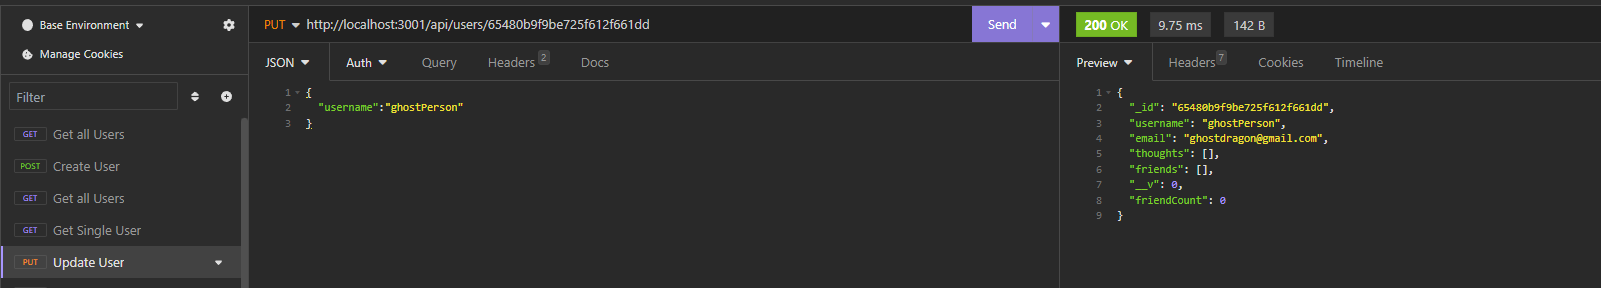 Base Environment
Manage Cookies
Filter
GET Get all Users
POST Create User
GET Get all Users
GET Get Single User
PUT Update User
PUT http://localhost:3001/api/users/65480b9f9be725f612f661dd Send
JSON Auth Query Headers 2 Docs
1 {
2 "username":"ghostPerson"
3 }
200 OK 9.75 ms 142 B
Preview Headers 7 Cookies Timeline
1 {
2 "_id": "65480b9f9be725f612f661dd",
3 "username": "ghostPerson",
4 "email": "ghostdragon@gmail.com",
5 "thoughts": [],
6 "friends": [],
7 "__v": 0,
8 "friendCount": 0
9 }